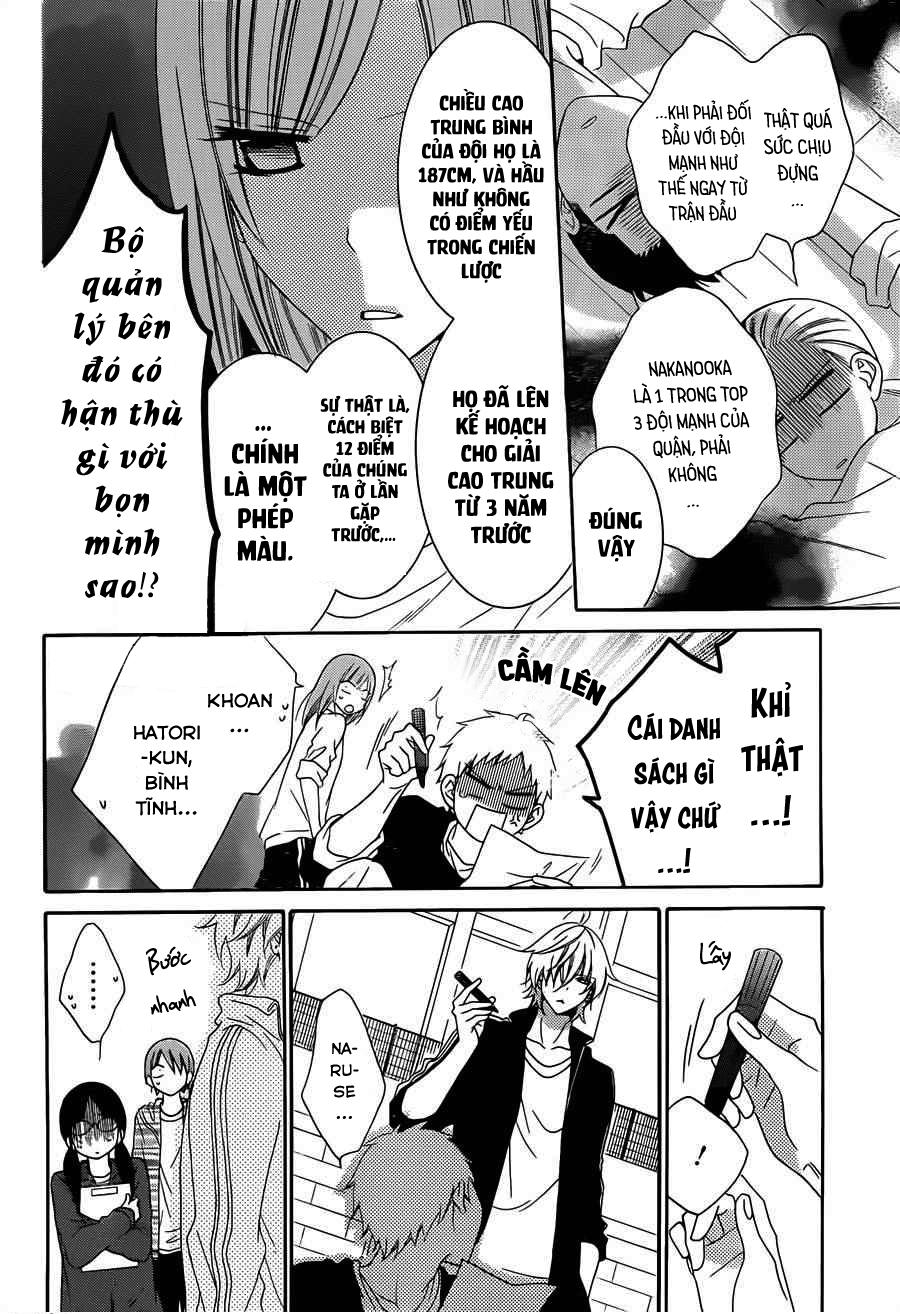 THẬT QUÁ
SỨC CHỊU
ĐỰNG
...
...KHI PHẢI ĐỐI
ĐẦU VỚI ĐỘI
MẠNH NHƯ
THẾ NGAY TỪ
TRẬN ĐẦU
NAKANOOKA
LÀ 1 TRONG TOP
3 ĐỘI MẠNH CỦA
QUẬN, PHẢI
KHÔNG
...
ĐÚNG
VẬY
CHIỀU CAO
TRUNG BÌNH
CỦA ĐỘI HỌ LÀ
187CM, VÀ HẦU
NHƯ KHÔNG
CÓ ĐIỂM YẾU
TRONG CHIẾN
LƯỢC
HỌ ĐÃ LÊN
KẾ HOẠCH
CHO GIẢI
CAO TRUNG
TỪ 3 NĂM
TRƯỚC
SỰ THẬT LÀ,
CÁCH BIỆT
12 ĐIỂM
CỦA CHÚNG
TA Ở LẦN
GẶP
TRƯỚC,...
...
CHÍNH
LÀ MỘT
PHÉP
MÀU.
Bộ
quản
lý bên
đó có
hận thù
gì với
bọn
mình
sao!?
KHỈ
THẬT
...!
CÁI DANH
SÁCH GÌ
VẬY CHỨ
...!
CẦM LÊN
KHOAN
...
HATORI
-KUN,
BÌNH
TĨNH...
Lấy
!
NA-
RU-
SE
...
Bước
nhanh
......